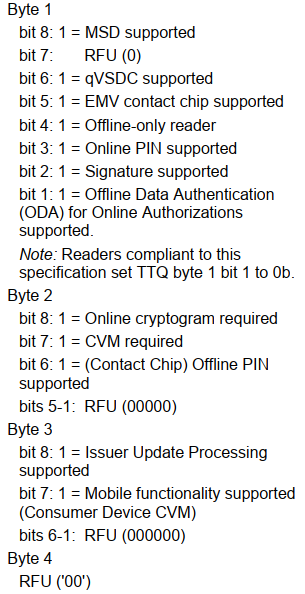 Byte 1
bit 8: 1 = MSD supported
bit 7: RFU (0)
bit 6: 1 = qVSDC supported
bit 5: 1 = EMV contact chip supported
bit 4: 1 = Offline-only reader
bit 3: 1 = Online PIN supported
bit 2: 1 = Signature supported
bit 1: 1 = Offline Data Authentication
(ODA) for Online Authorizations
supported.
Note: Readers compliant to this
specification set TTQ byte 1 bit 1 to 0b.
Byte 2
bit 8: 1 = Online cryptogram required
bit 7: 1 = CVM required
bit 6: 1 = (Contact Chip) Offline PIN
supported
bits 5-1: RFU (00000)
Byte 3
bit 8: 1 = Issuer Update Processing
supported
bit 7: 1 = Mobile functionality supported
(Consumer Device CVM)
bits 6-1: RFU (000000)
Byte 4
RFU ('00')